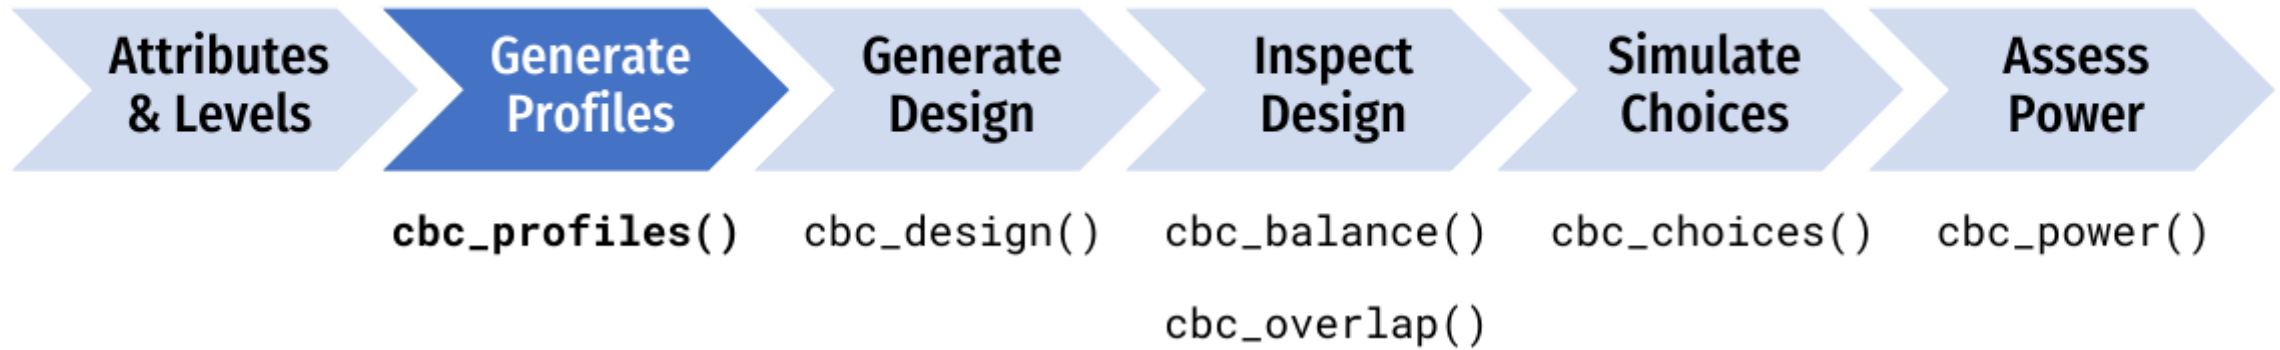 Attributes
& Levels
Generate
Profiles
Generate
Design
Inspect
Design
Simulate
Choices
Assess
Power
cbc_profiles()
cbc_design()
cbc_balance()
cbc_choices()
cbc_power()
cbc_overlap()